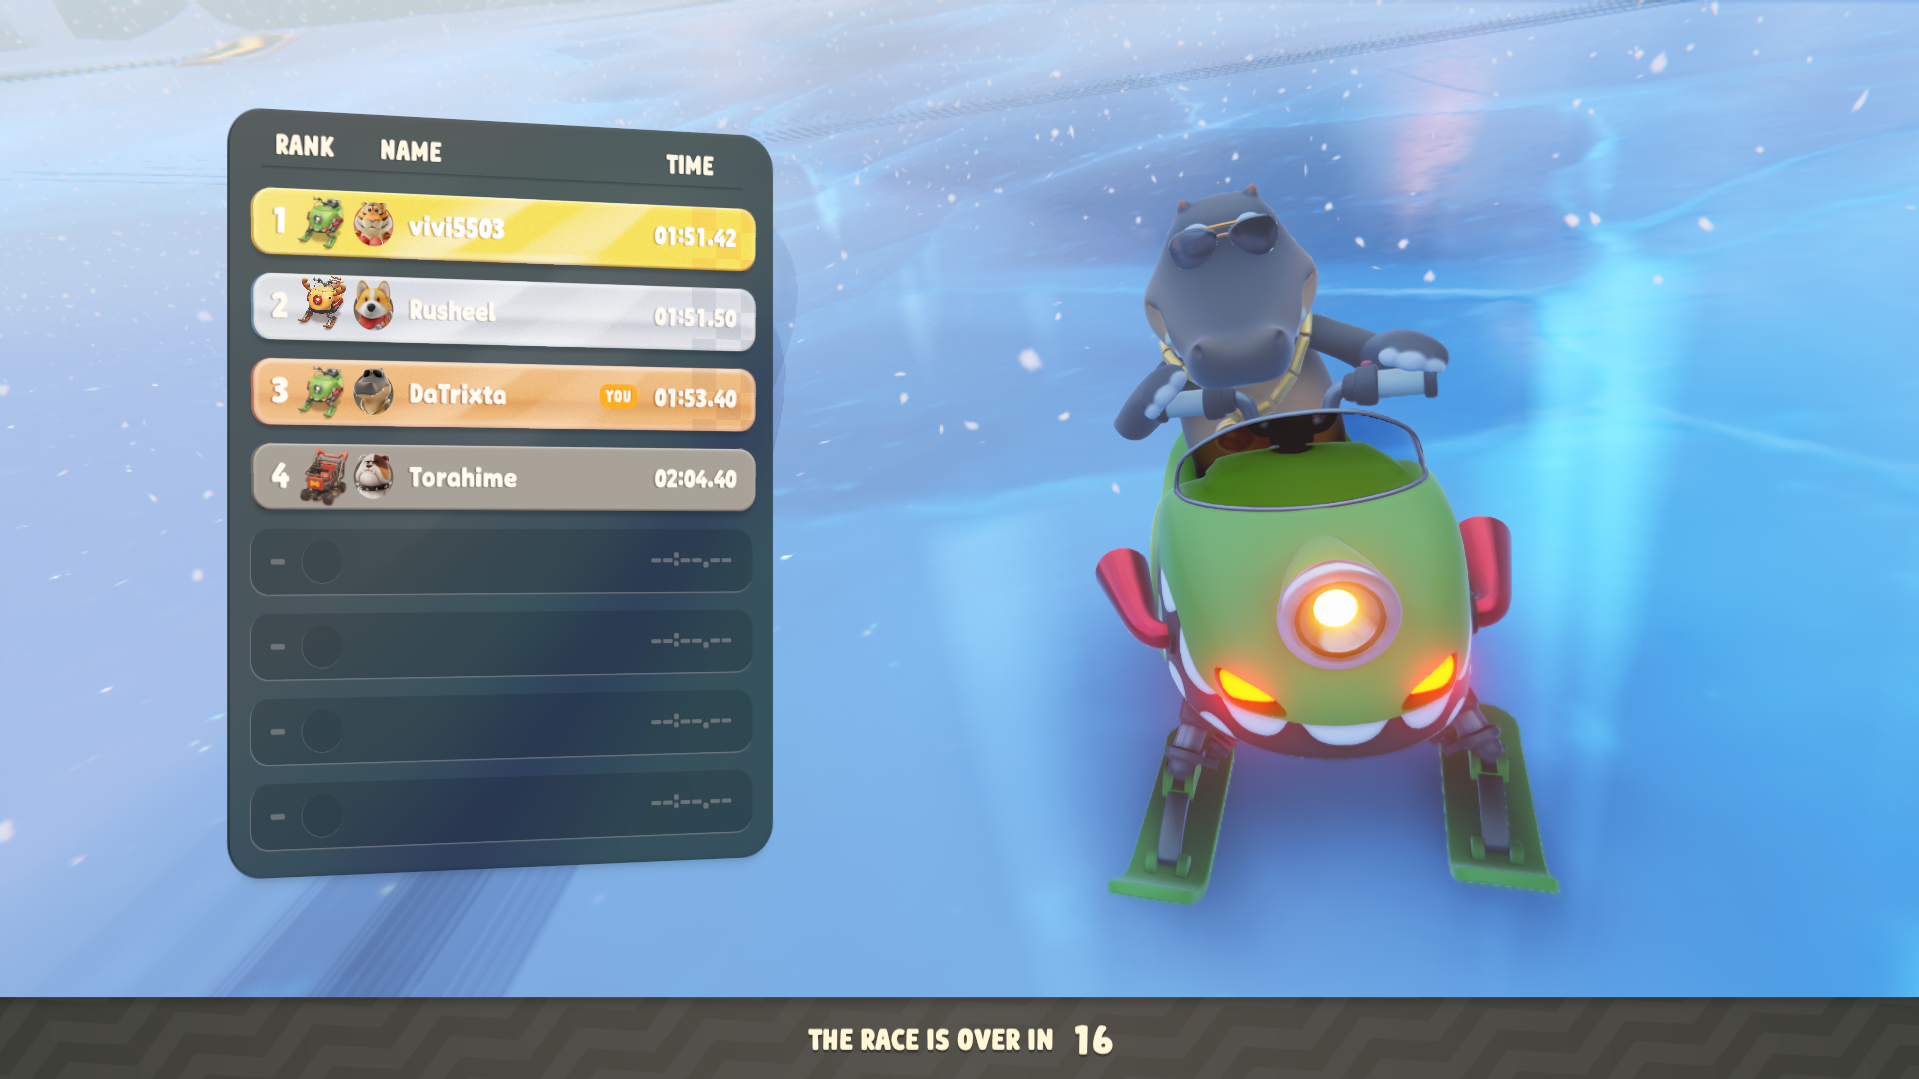 RANK NAME TIME
1 vivi5503 01:51.42
2 Rusheel 01:51.50
3 DaTrixta YOU 01:53.40
4 Torahime 02:04.40
- --:--.--
- --:--.--
- --:--.--
- --:--.--
THE RACE IS OVER IN 16